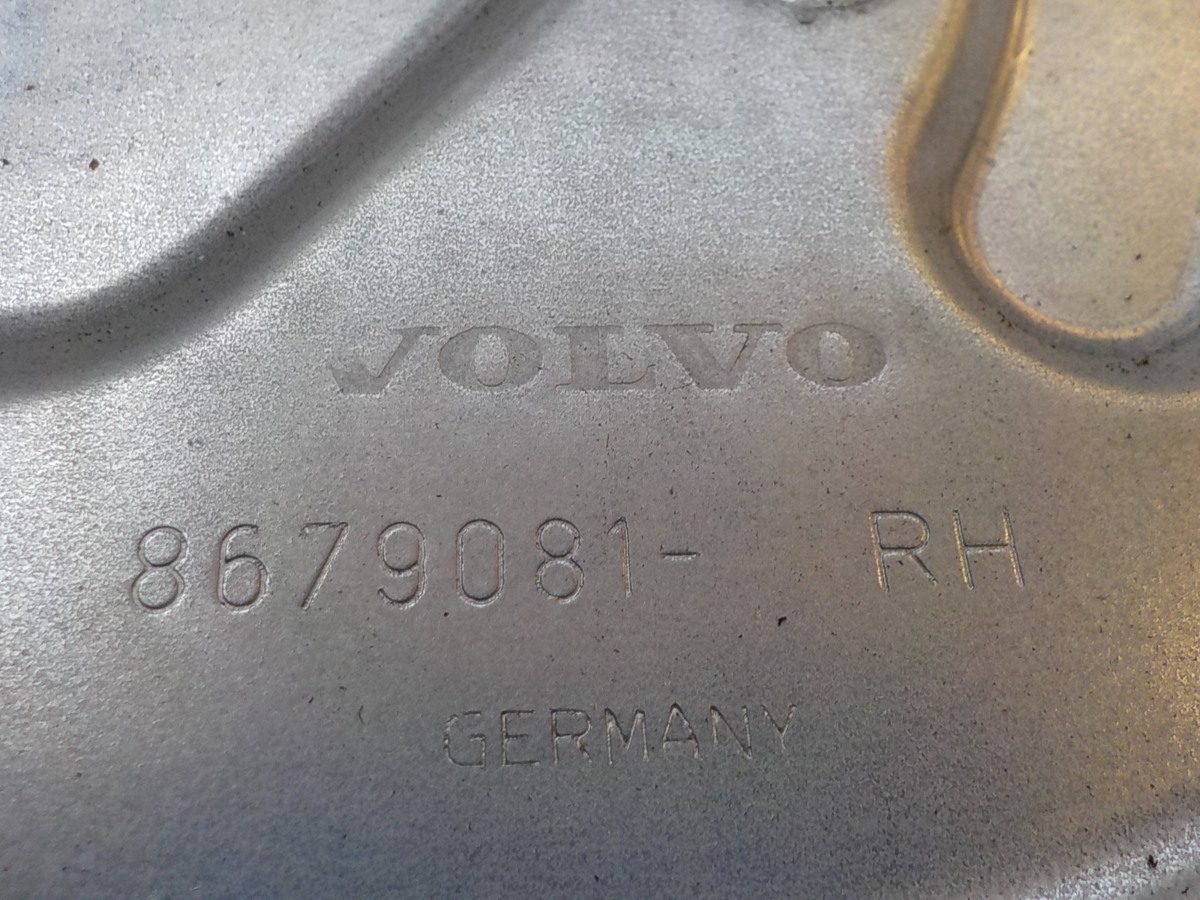 VOLVO
8679081- RH
GERMANY